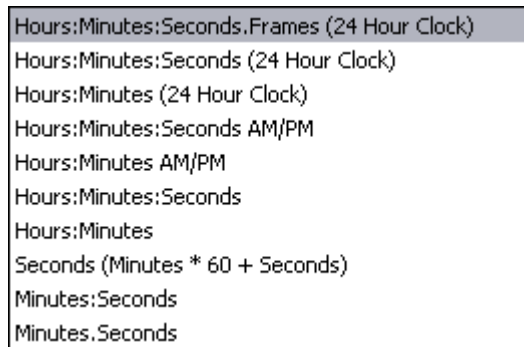 Hours:Minutes:Seconds.Frames (24 Hour Clock)
Hours:Minutes:Seconds (24 Hour Clock)
Hours:Minutes (24 Hour Clock)
Hours:Minutes:Seconds AM/PM
Hours:Minutes AM/PM
Hours:Minutes:Seconds
Hours:Minutes
Seconds (Minutes * 60 + Seconds)
Minutes:Seconds
Minutes.Seconds